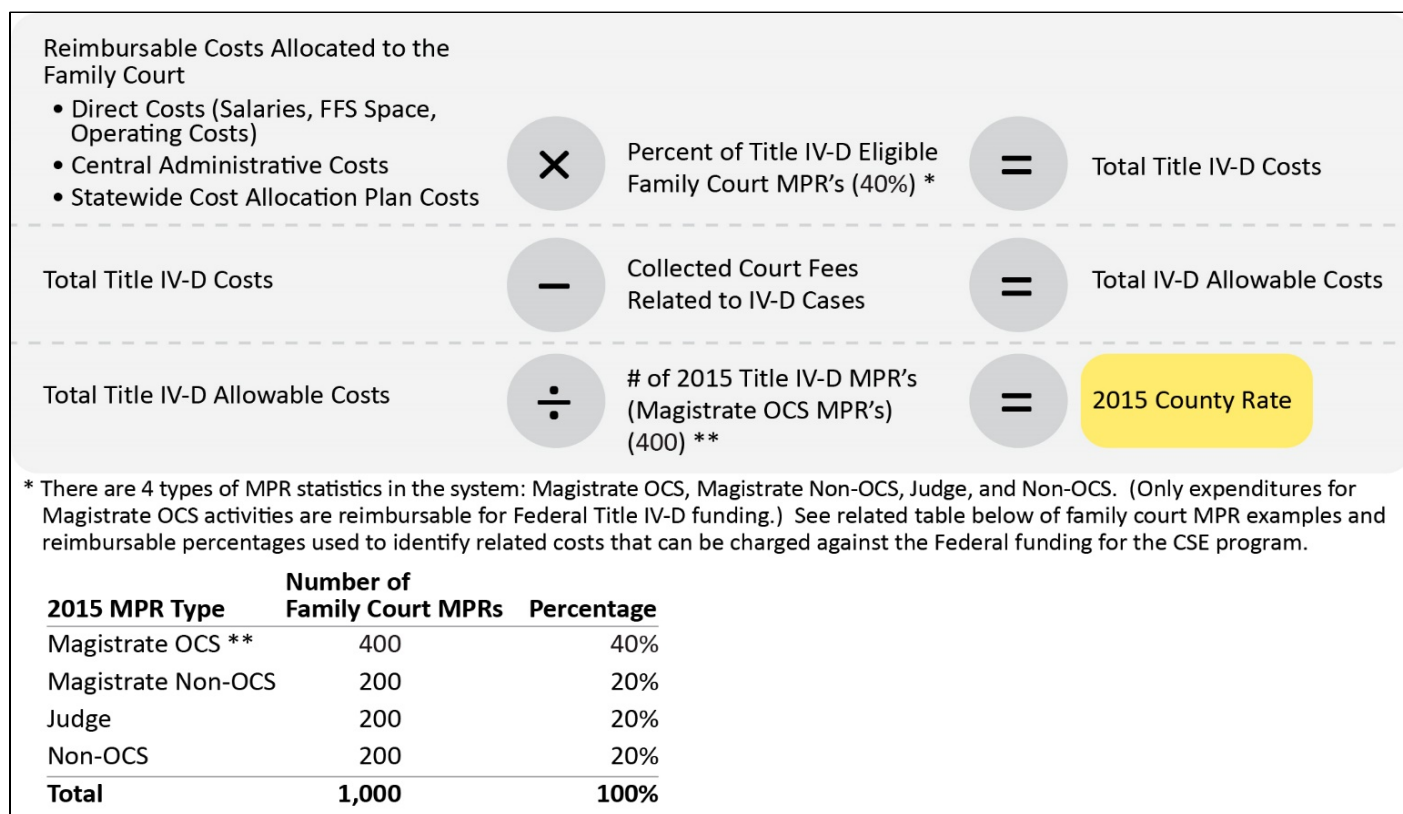 Reimbursable Costs Allocated to the
Family Court
• Direct Costs (Salaries, FFS Space,
Operating Costs)
• Central Administrative Costs
• Statewide Cost Allocation Plan Costs
×
Percent of Title IV-D Eligible
Family Court MPR's (40%) *
=
Total Title IV-D Costs
Total Title IV-D Costs
–
Collected Court Fees
Related to IV-D Cases
=
Total IV-D Allowable Costs
Total Title IV-D Allowable Costs
÷
# of 2015 Title IV-D MPR's
(Magistrate OCS MPR's)
(400) **
=
2015 County Rate
* There are 4 types of MPR statistics in the system: Magistrate OCS, Magistrate Non-OCS, Judge, and Non-OCS. (Only expenditures for
Magistrate OCS activities are reimbursable for Federal Title IV-D funding.) See related table below of family court MPR examples and
reimbursable percentages used to identify related costs that can be charged against the Federal funding for the CSE program.
2015 MPR Type Number of Family Court MPRs Percentage
Magistrate OCS ** 400 40%
Magistrate Non-OCS 200 20%
Judge 200 20%
Non-OCS 200 20%
Total 1,000 100%